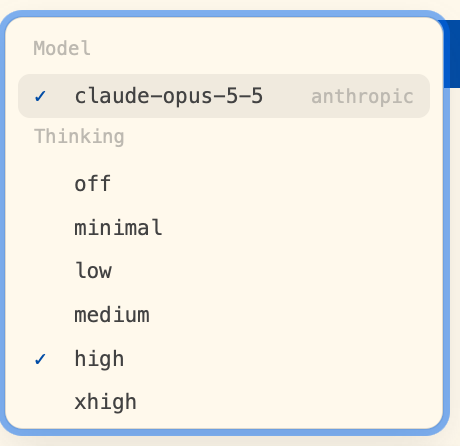 Model
✓ claude-opus-5-5 anthropic
Thinking
off
minimal
low
medium
✓ high
xhigh